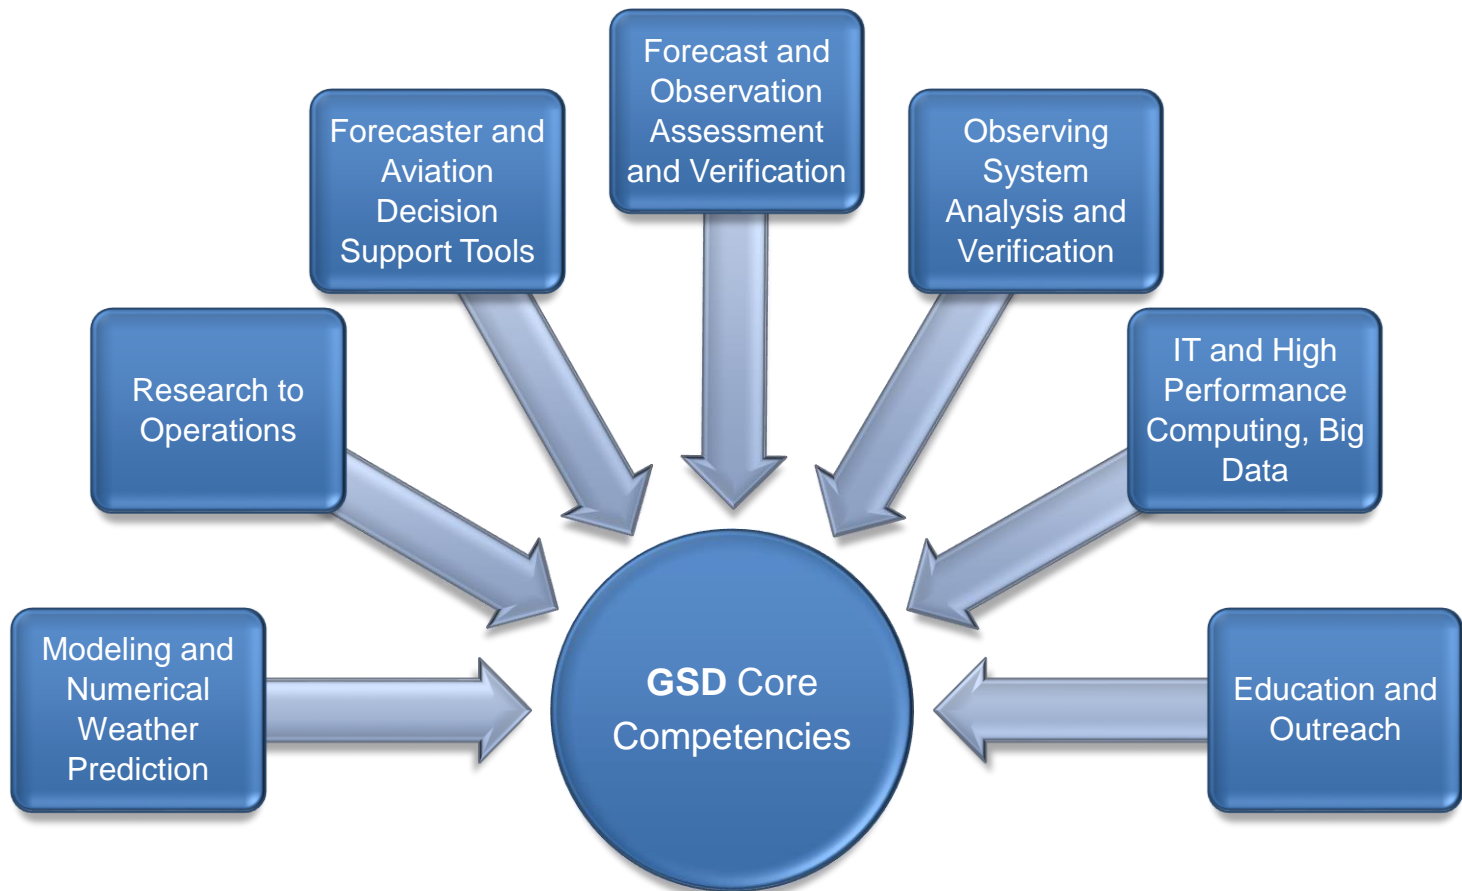 Forecast and
Observation
Assessment
and Verification
Forecaster and
Aviation
Decision
Support Tools
Observing
System
Analysis and
Verification
Research to
Operations
IT and High
Performance
Computing, Big
Data
Modeling and
Numerical
Weather
Prediction
GSD Core
Competencies
Education and
Outreach